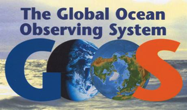 The Global Ocean
Observing System
GOOS